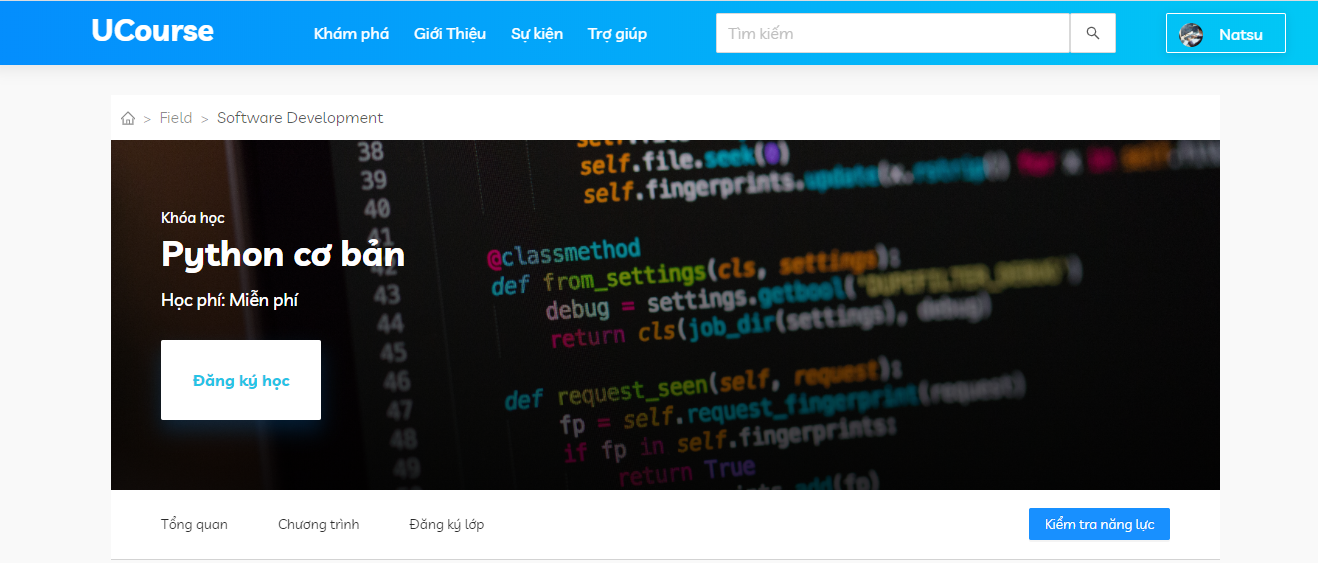 UCourse
Khám phá Giới Thiệu Sự kiện Trợ giúp
Tìm kiếm
Natsu
> Field > Software Development
Khóa học
Python cơ bản
Học phí: Miễn phí
Đăng ký học
38
39
40
41
42
43
44
45
46
47
48
49
self.file.seek(0)
self.fingerprints.update(
@classmethod
def from_settings(cls, settings):
debug = settings.getbool(
return cls(job_dir(settings), debug)
def request_seen(self, request):
fp = self.request_fingerprint(request)
if fp in self.fingerprints:
return True
Tổng quan Chương trình Đăng ký lớp
Kiểm tra năng lực